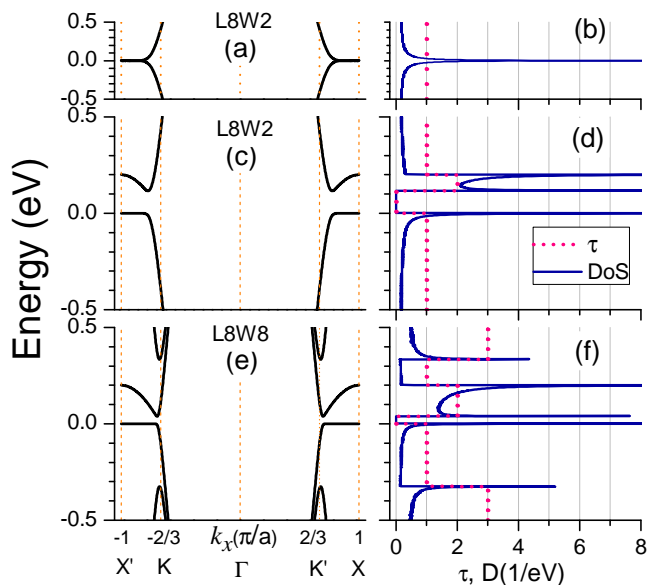 L8W2
(a)
(b)
0.5
0.0
-0.5
L8W2
(c)
(d)
0.5
0.0
-0.5
τ
DoS
L8W8
(e)
(f)
0.5
0.0
-0.5
Energy (eV)
-1 -2/3 kx(π/a) 2/3 1
X' K Γ K' X
0 2 4 6 8
τ, D(1/eV)